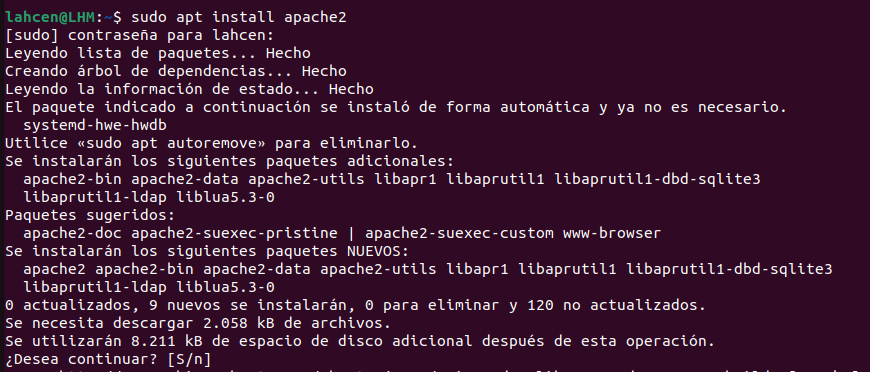 lahcen@LHM:~$ sudo apt install apache2
[sudo] contraseña para lahcen:
Leyendo lista de paquetes... Hecho
Creando árbol de dependencias... Hecho
Leyendo la información de estado... Hecho
El paquete indicado a continuación se instaló de forma automática y ya no es necesario.
  systemd-hwe-hwdb
Utilice «sudo apt autoremove» para eliminarlo.
Se instalarán los siguientes paquetes adicionales:
  apache2-bin apache2-data apache2-utils libapr1 libaprutil1 libaprutil1-dbd-sqlite3
  libaprutil1-ldap liblua5.3-0
Paquetes sugeridos:
  apache2-doc apache2-suexec-pristine | apache2-suexec-custom www-browser
Se instalarán los siguientes paquetes NUEVOS:
  apache2 apache2-bin apache2-data apache2-utils libapr1 libaprutil1 libaprutil1-dbd-sqlite3
  libaprutil1-ldap liblua5.3-0
0 actualizados, 9 nuevos se instalarán, 0 para eliminar y 120 no actualizados.
Se necesita descargar 2.058 kB de archivos.
Se utilizarán 8.211 kB de espacio de disco adicional después de esta operación.
¿Desea continuar? [S/n]